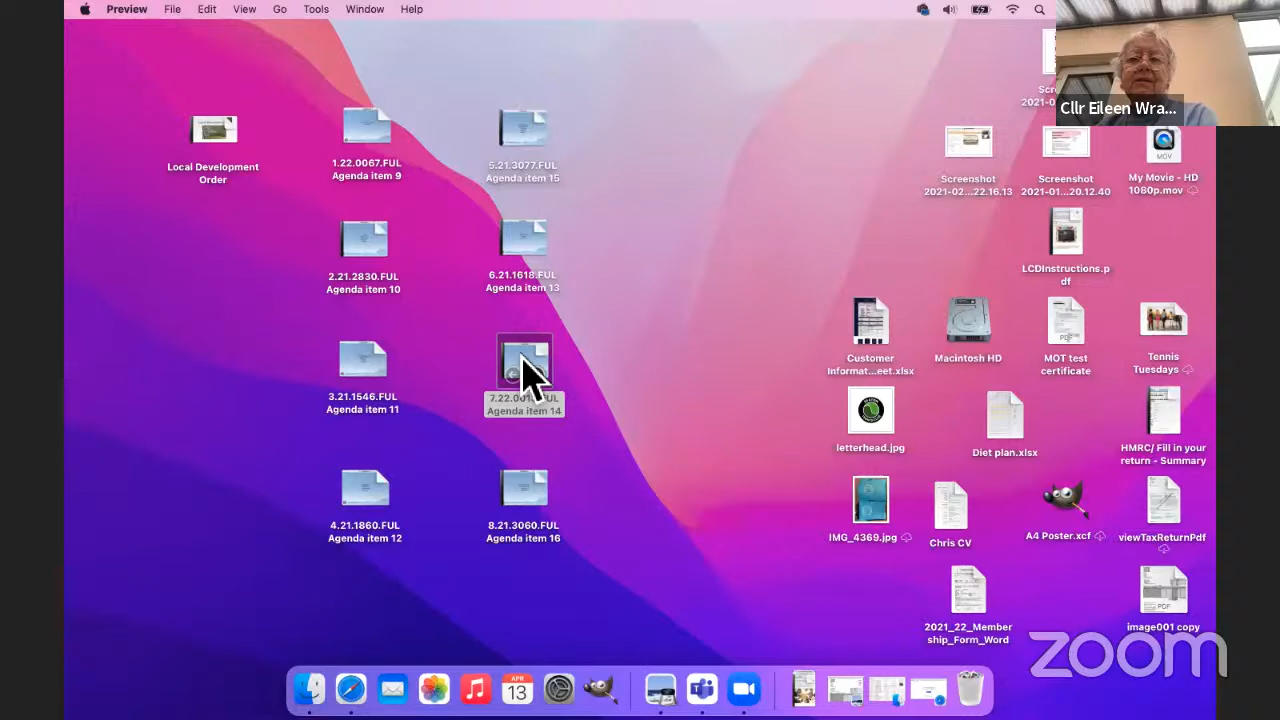 Preview File Edit View Go Tools Window Help
Cllr Eileen Wra...
Local Development
Order
1.22.0067.FUL
Agenda item 9
5.21.3077.FUL
Agenda item 15
Screenshot
2021-02...22.16.13
Screenshot
2021-01...20.12.40
My Movie - HD
1080p.mov
MOV
2.21.2830.FUL
Agenda item 10
6.21.1618.FUL
Agenda item 13
LCDInstructions.p
df
3.21.1546.FUL
Agenda item 11
Agenda item 14
Customer
Informat...eet.xlsx
Macintosh HD
PDF
MOT test
certificate
Tennis
Tuesdays
letterhead.jpg
Diet plan.xlsx
HMRC/ Fill in your
return - Summary
4.21.1860.FUL
Agenda item 12
8.21.3060.FUL
Agenda item 16
IMG_4369.jpg
Chris CV
A4 Poster.xcf
viewTaxReturnPdf
2021_22_Member
ship_Form_Word
PDF
image001 copy
zoom
APR
13